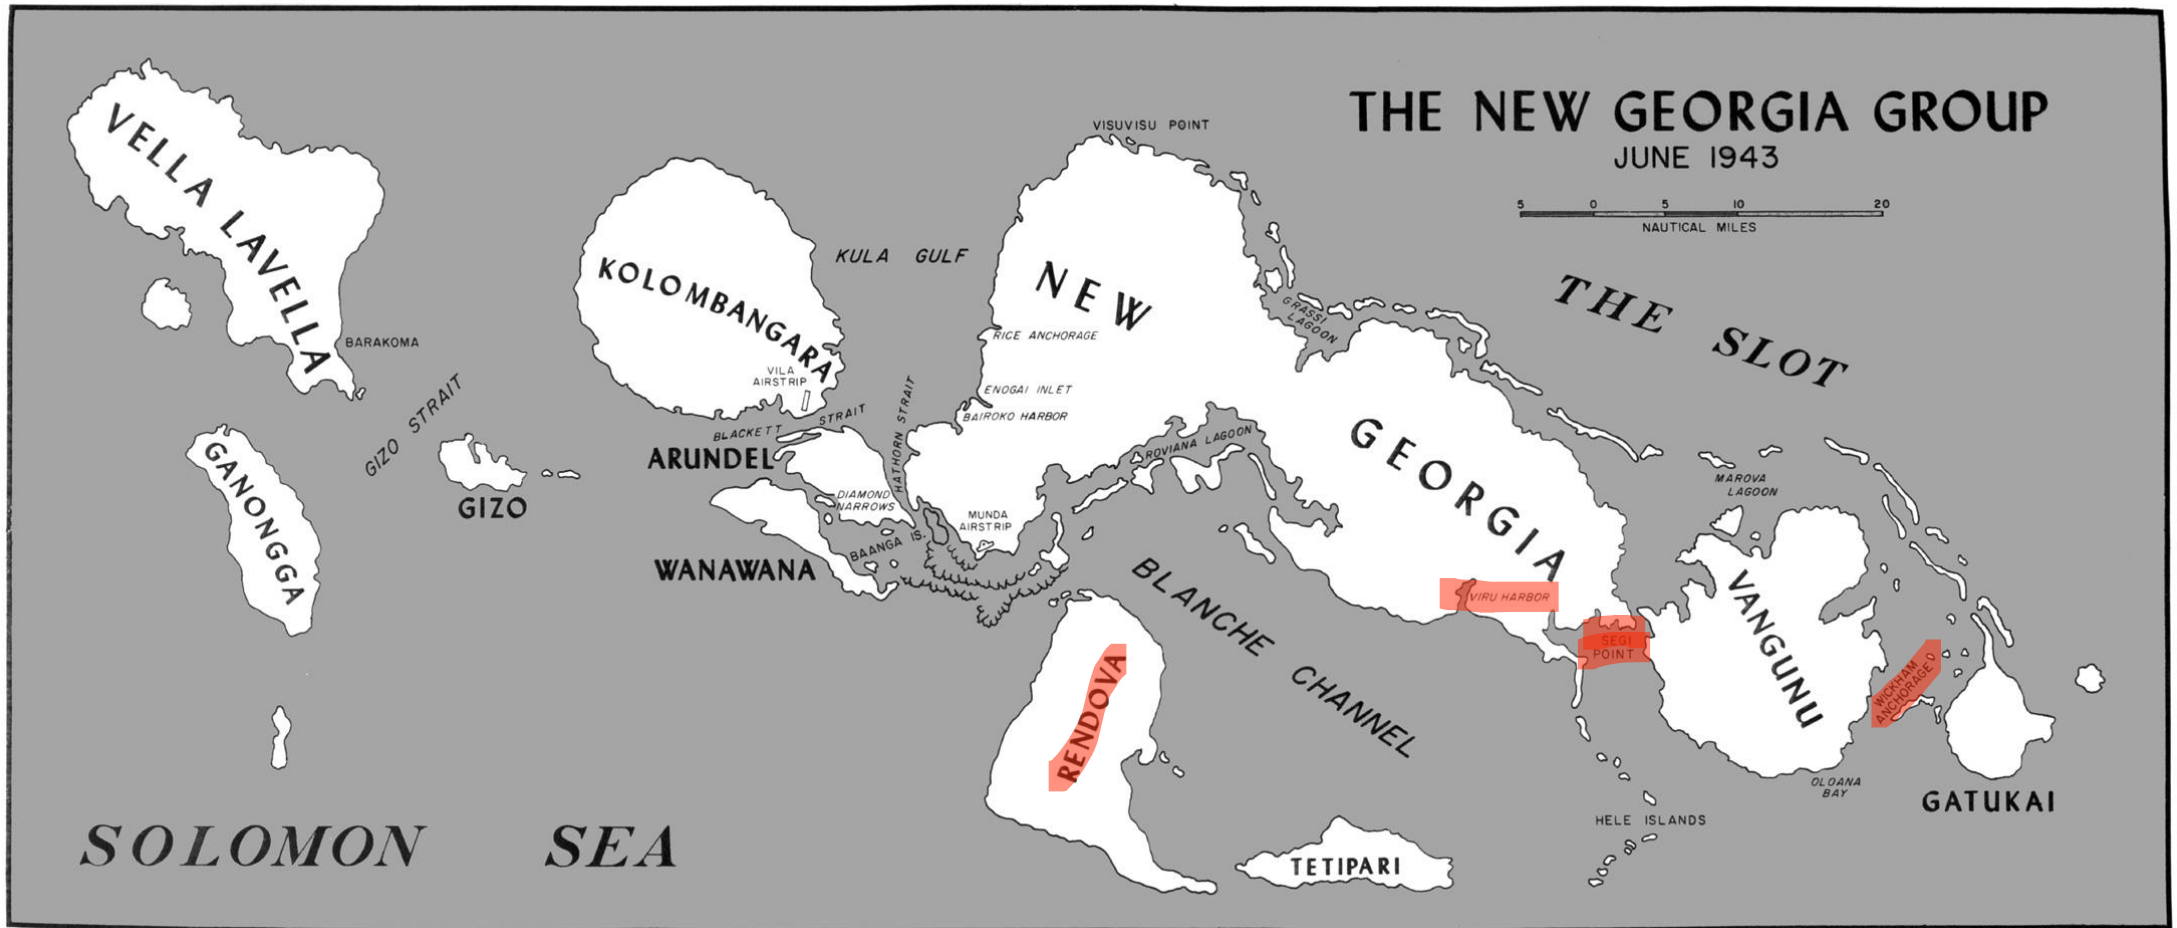 THE NEW GEORGIA GROUP
JUNE 1943
5 0 5 10 20
NAUTICAL MILES
VISUVISU POINT
VELLA LAVELLA
KOLOMBANGARA
KULA GULF
NEW
GEORGIA
THE SLOT
GRASSI
LAGOON
RICE ANCHORAGE
BARAKOMA
VILA
AIRSTRIP
ENOGAI INLET
BAIROKO HARBOR
GIZO STRAIT
BLACKETT STRAIT
HATHORN STRAIT
ROVIANA LAGOON
ARUNDEL
GANONGGA
GIZO
DIAMOND
NARROWS
MUNDA
AIRSTRIP
MAROVA
LAGOON
BAANGA IS.
WANAWANA
BLANCHE CHANNEL
VIRU HARBOR
SEGI
POINT
VANGUNU
WICKHAM
ANCHORAGE
RENDOVA
OLOANA
BAY
GATUKAI
HELE ISLANDS
SOLOMON SEA
TETIPARI